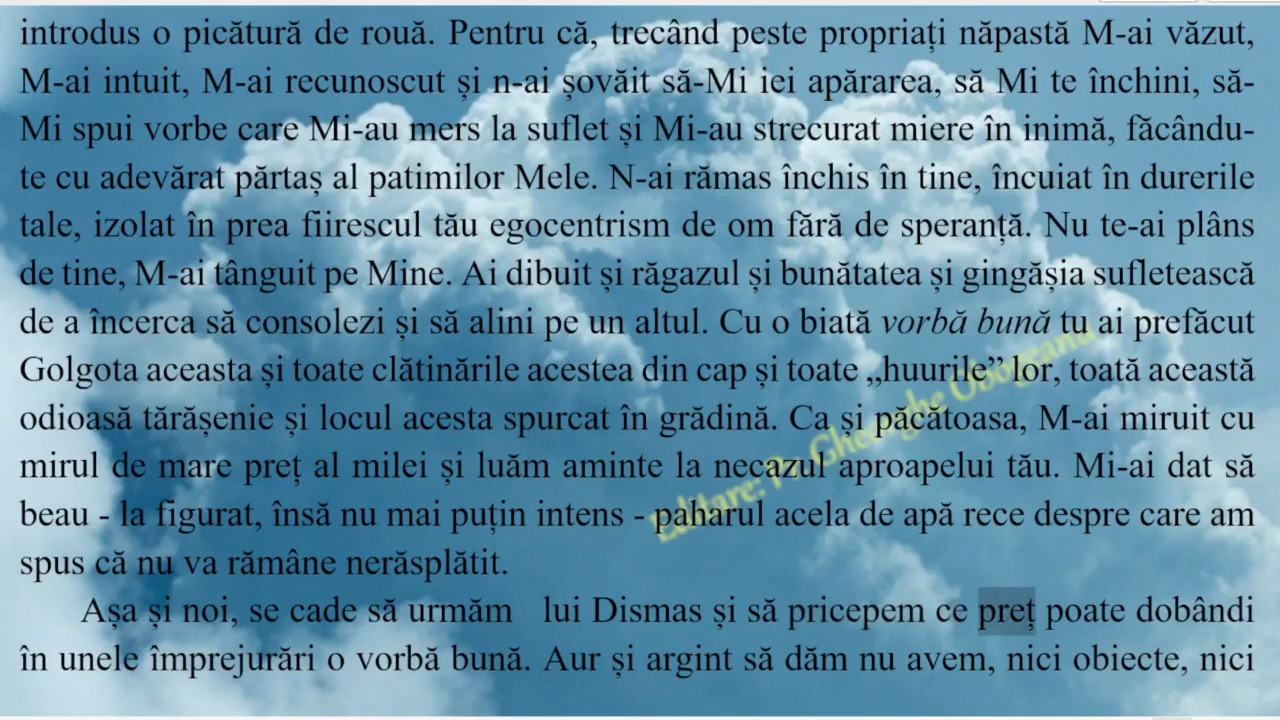 introdus o picătură de rouă. Pentru că, trecând peste propriați năpastă M-ai văzut,
M-ai intuit, M-ai recunoscut și n-ai șovăit să-Mi iei apărarea, să Mi te închini, să-
Mi spui vorbe care Mi-au mers la suflet și Mi-au strecurat miere în inimă, făcându-
te cu adevărat părtaș al patimilor Mele. N-ai rămas închis în tine, încuiat în durerile
tale, izolat în prea fiirescul tău egocentrism de om fără de speranță. Nu te-ai plâns
de tine, M-ai tânguit pe Mine. Ai dibuit și răgazul și bunătatea și gingășia sufletească
de a încerca să consolezi și să alini pe un altul. Cu o biată vorbă bună tu ai prefăcut
Golgota aceasta și toate clătinările acestea din cap și toate „huurile” lor, toată această
odioasă tărășenie și locul acesta spurcat în grădină. Ca și păcătoasa, M-ai miruit cu
mirul de mare preț al milei și luăm aminte la necazul aproapelui tău. Mi-ai dat să
beau - la figurat, însă nu mai puțin intens - paharul acela de apă rece despre care am
spus că nu va rămâne nerăsplătit.
Așa și noi, se cade să urmăm lui Dismas și să pricepem ce preț poate dobândi
în unele împrejurări o vorbă bună. Aur și argint să dăm nu avem, nici obiecte, nici
Editare: Pr Gheorghe Obogeanu